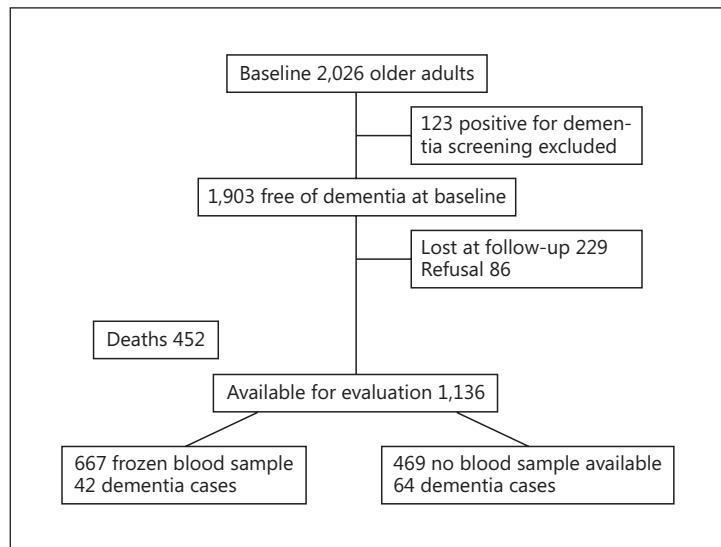 Baseline 2,026 older adults
123 positive for demen-
tia screening excluded
1,903 free of dementia at baseline
Lost at follow-up 229
Refusal 86
Deaths 452
Available for evaluation 1,136
667 frozen blood sample
42 dementia cases
469 no blood sample available
64 dementia cases